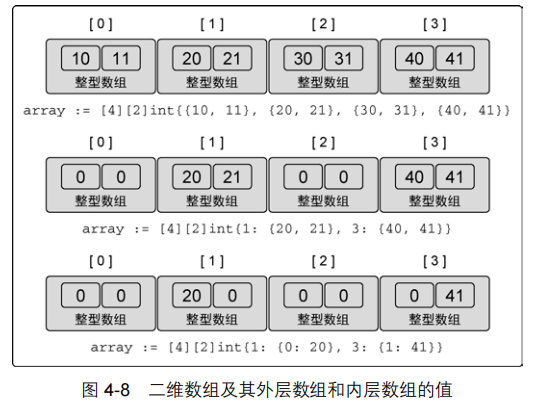 [0] [1] [2] [3]
10 11 20 21 30 31 40 41
整型数组 整型数组 整型数组 整型数组
array := [4][2]int{{10, 11}, {20, 21}, {30, 31}, {40, 41}}
[0] [1] [2] [3]
0 0 20 21 0 0 40 41
整型数组 整型数组 整型数组 整型数组
array := [4][2]int{1: {20, 21}, 3: {40, 41}}
[0] [1] [2] [3]
0 0 20 0 0 0 0 41
整型数组 整型数组 整型数组 整型数组
array := [4][2]int{1: {0: 20}, 3: {1: 41}}
图 4-8 二维数组及其外层数组和内层数组的值